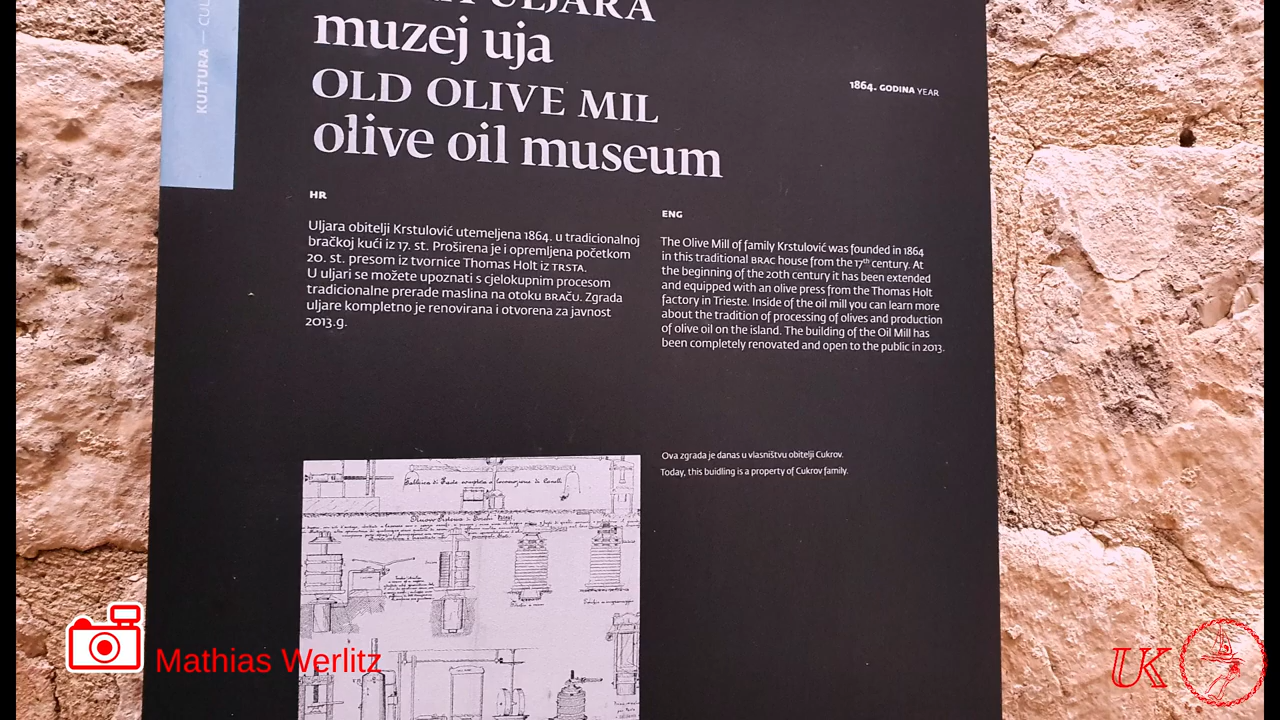 ULJARA
muzej uja
OLD OLIVE MIL
olive oil museum
1864. GODINA YEAR
KULTURA — CUL
HR
Uljara obitelji Krstulović utemeljena 1864. u tradicionalnoj
bračkoj kući iz 17. st. Proširena je i opremljena početkom
20. st. presom iz tvornice Thomas Holt iz TRSTA.
U uljari se možete upoznati s cjelokupnim procesom
tradicionalne prerade maslina na otoku BRAČU. Zgrada
uljare kompletno je renovirana i otvorena za javnost
2013.g.
ENG
The Olive Mill of family Krstulović was founded in 1864
in this traditional BRAC house from the 17th century. At
the beginning of the 20th century it has been extended
and equipped with an olive press from the Thomas Holt
factory in Trieste. Inside of the oil mill you can learn more
about the tradition of processing of olives and production
of olive oil on the island. The building of the Oil Mill has
been completely renovated and open to the public in 2013.
Ova zgrada je danas u vlasništvu obitelji Cukrov.
Today, this buidling is a property of Cukrov family.
Mathias Werlitz
UK